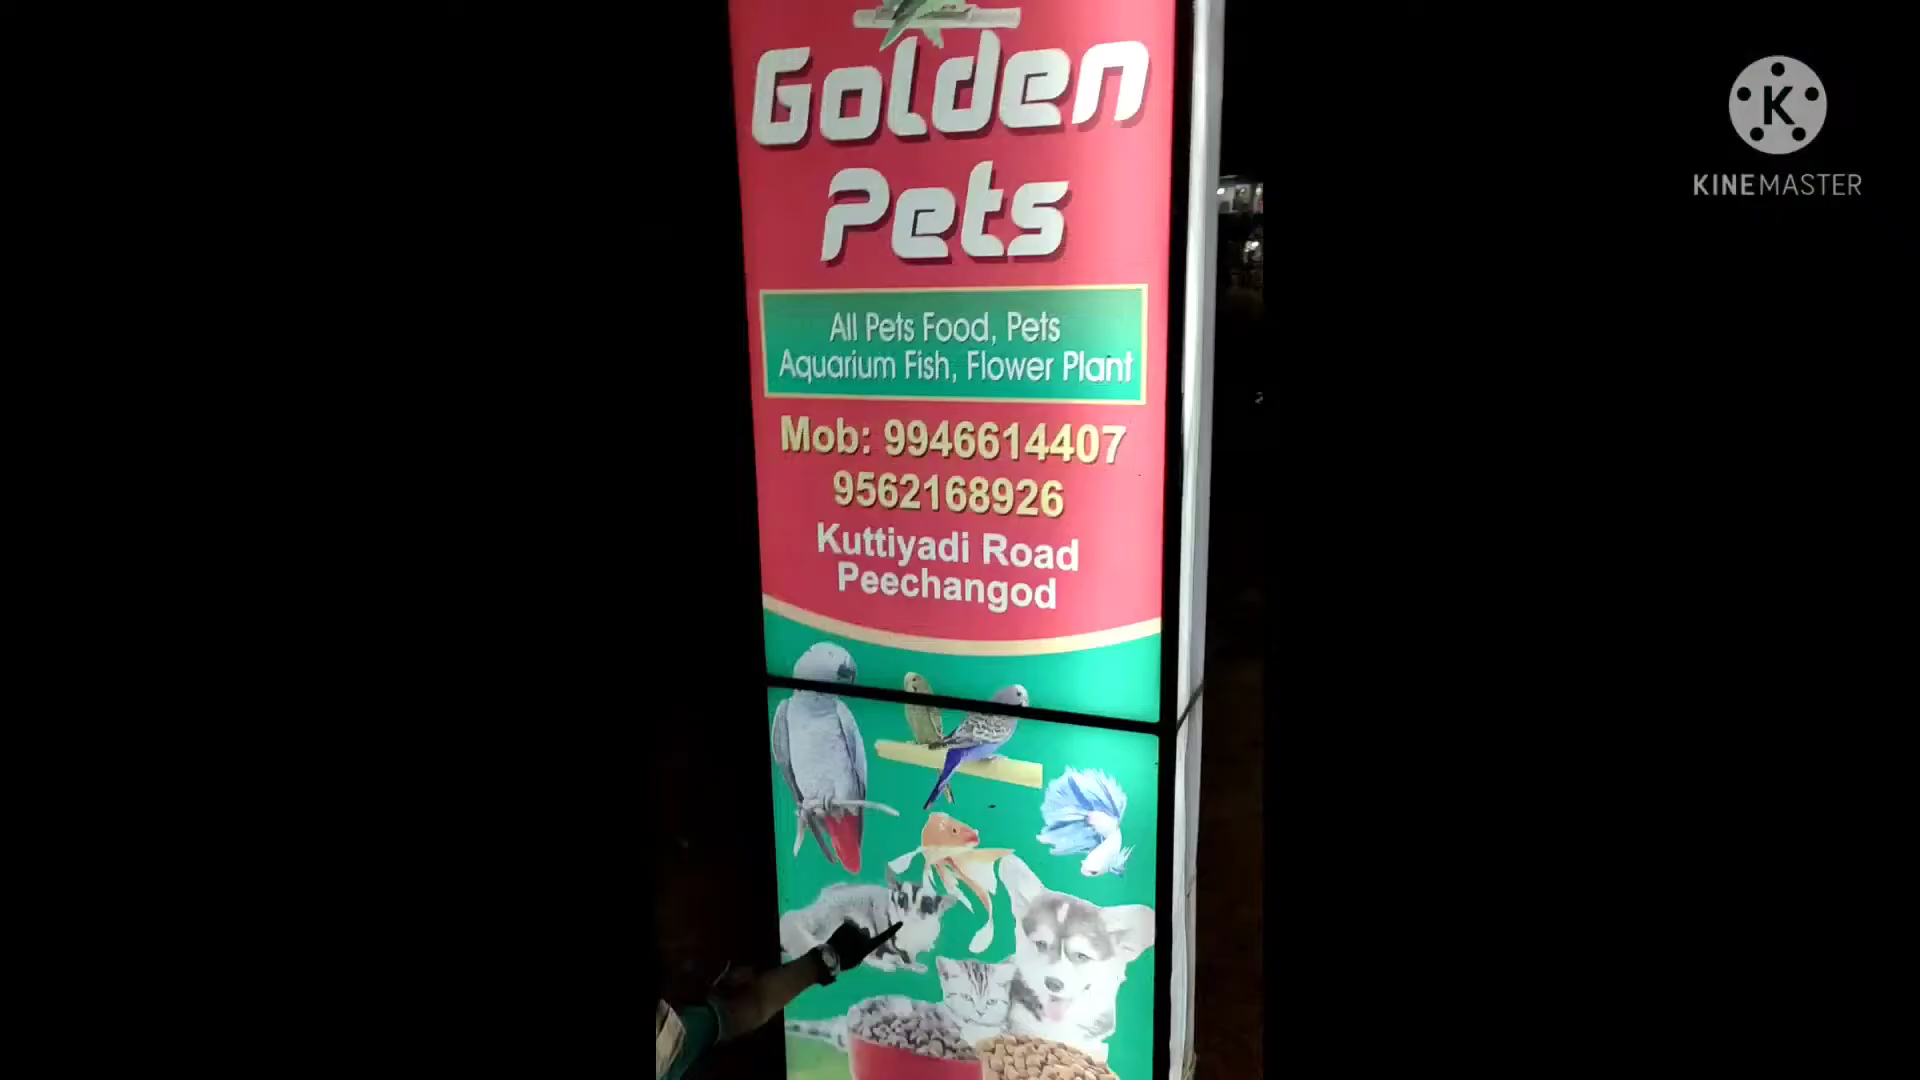 Golden
Pets
All Pets Food, Pets
Aquarium Fish, Flower Plant
Mob: 9946614407
9562168926
Kuttiyadi Road
Peechangod
K
KINEMASTER